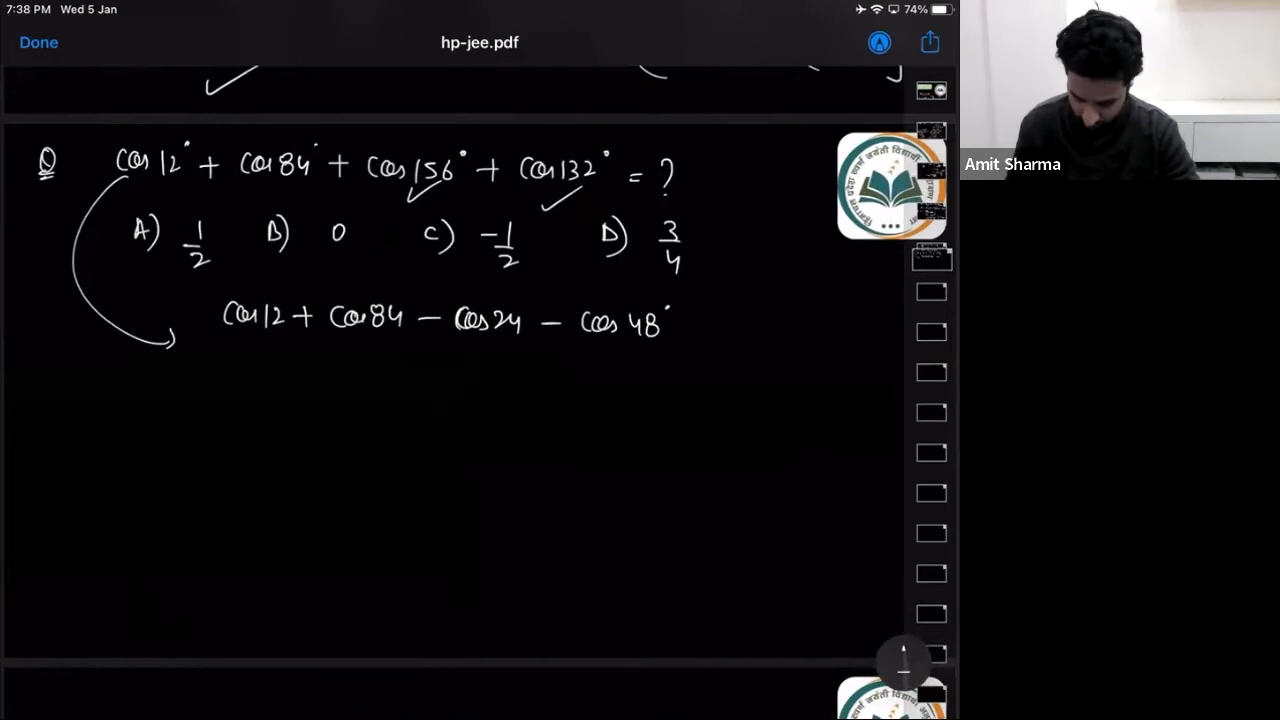 7:38 PM Wed 5 Jan 74%
Done hp-jee.pdf
Q cos 12° + cos 84° + cos 156° + cos 132° = ?
A) 1/2 B) 0 C) -1/2 D) 3/4
cos 12 + cos 84 - cos 24 - cos 48°
Amit Sharma